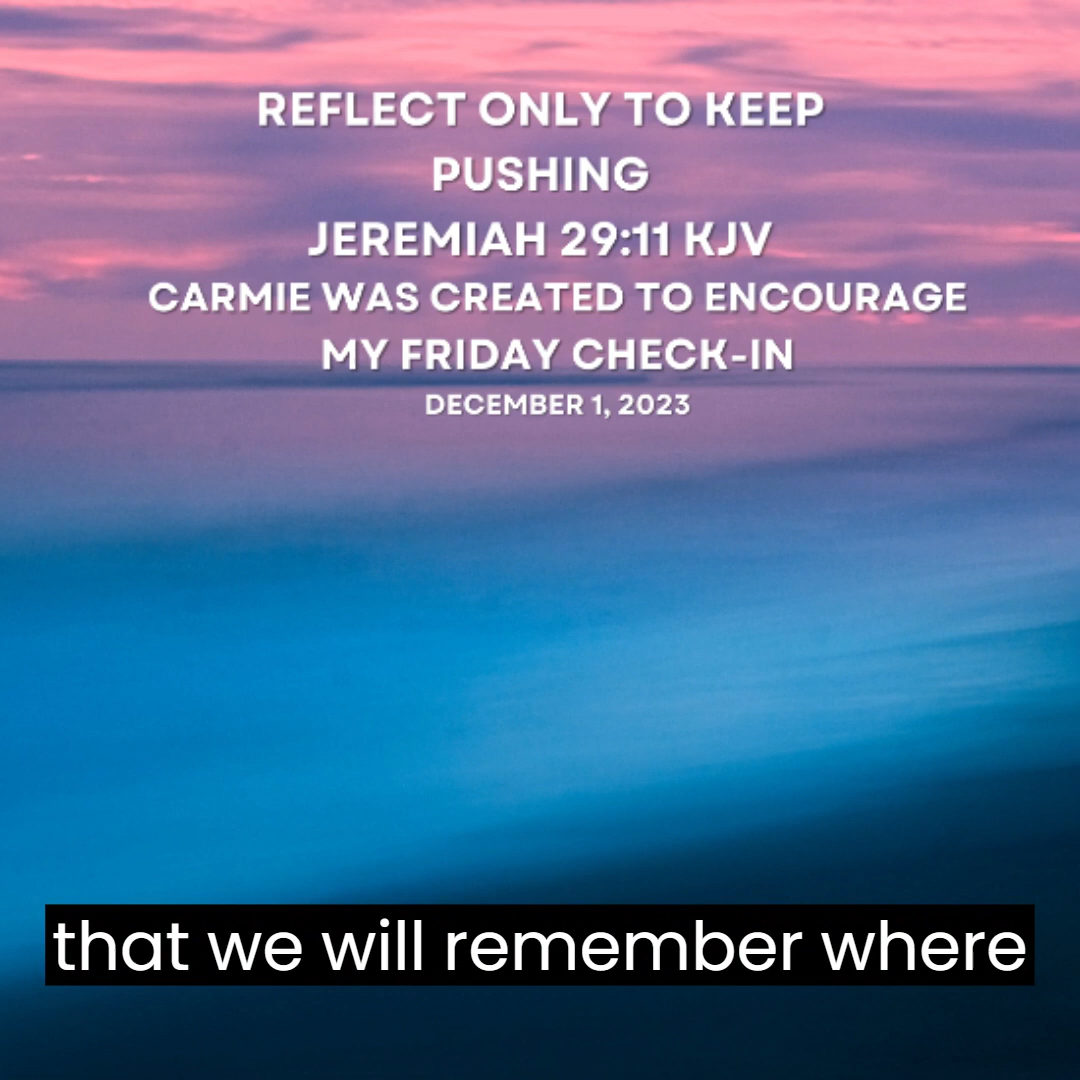 REFLECT ONLY TO KEEP
PUSHING
JEREMIAH 29:11 KJV
CARMIE WAS CREATED TO ENCOURAGE
MY FRIDAY CHECK-IN
DECEMBER 1, 2023
that we will remember where